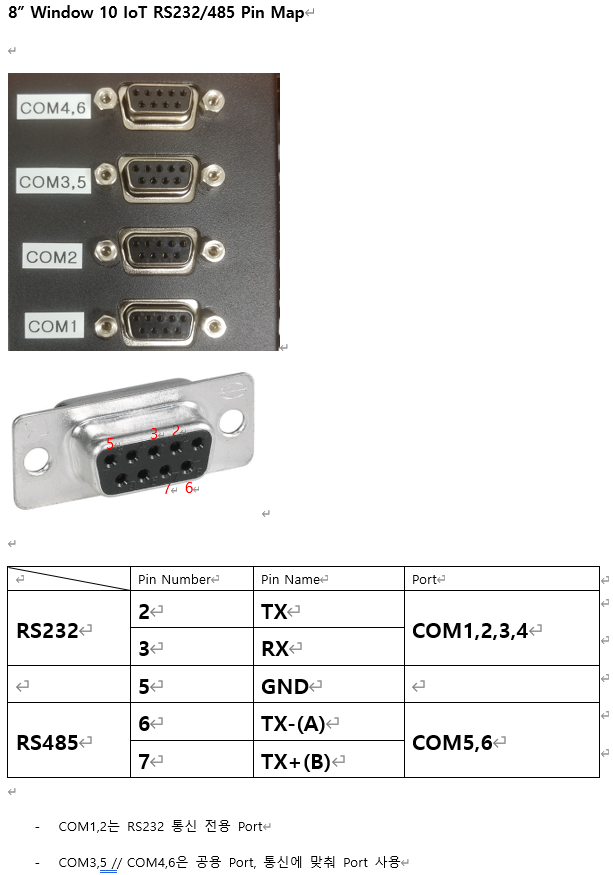 8” Window 10 IoT RS232/485 Pin Map
COM4,6
COM3,5
COM2
COM1
5 3 2
7 6
Pin Number Pin Name Port
RS232 2 TX COM1,2,3,4
3 RX
5 GND
RS485 6 TX-(A) COM5,6
7 TX+(B)
- COM1,2는 RS232 통신 전용 Port
- COM3,5 // COM4,6은 공용 Port, 통신에 맞춰 Port 사용